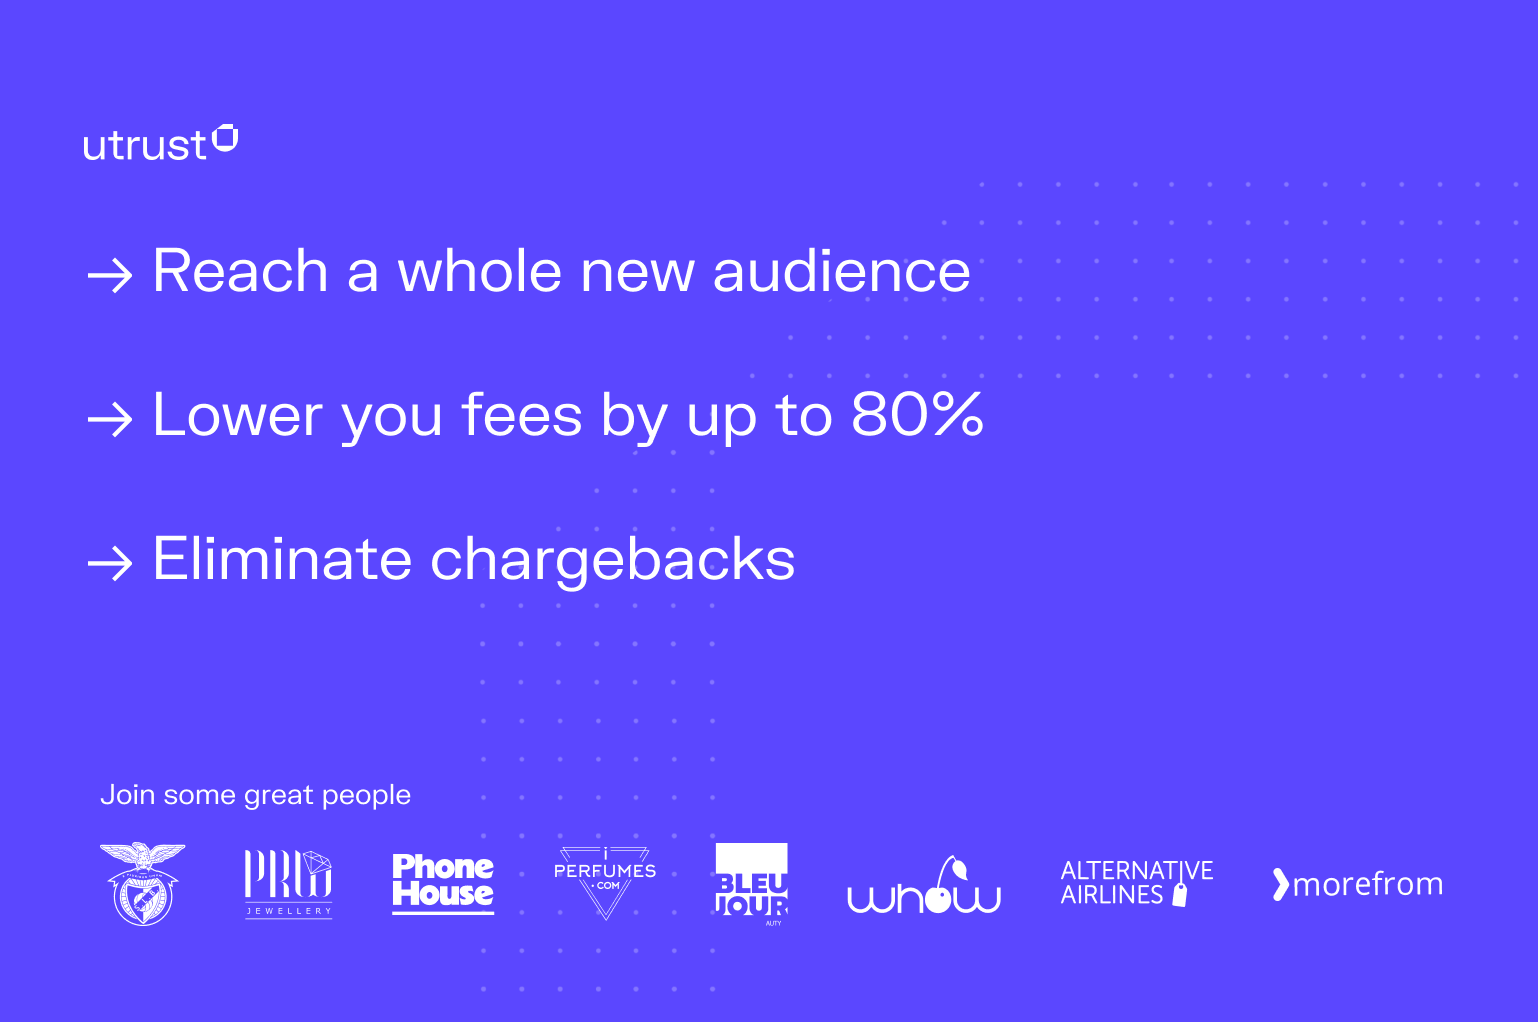 utrust
→ Reach a whole new audience
→ Lower you fees by up to 80%
→ Eliminate chargebacks
Join some great people
PRW
JEWELLERY
Phone
House
i
PERFUMES
.COM
BLEU
JOUR
AUTY
whow
ALTERNATIVE
AIRLINES
morefrom